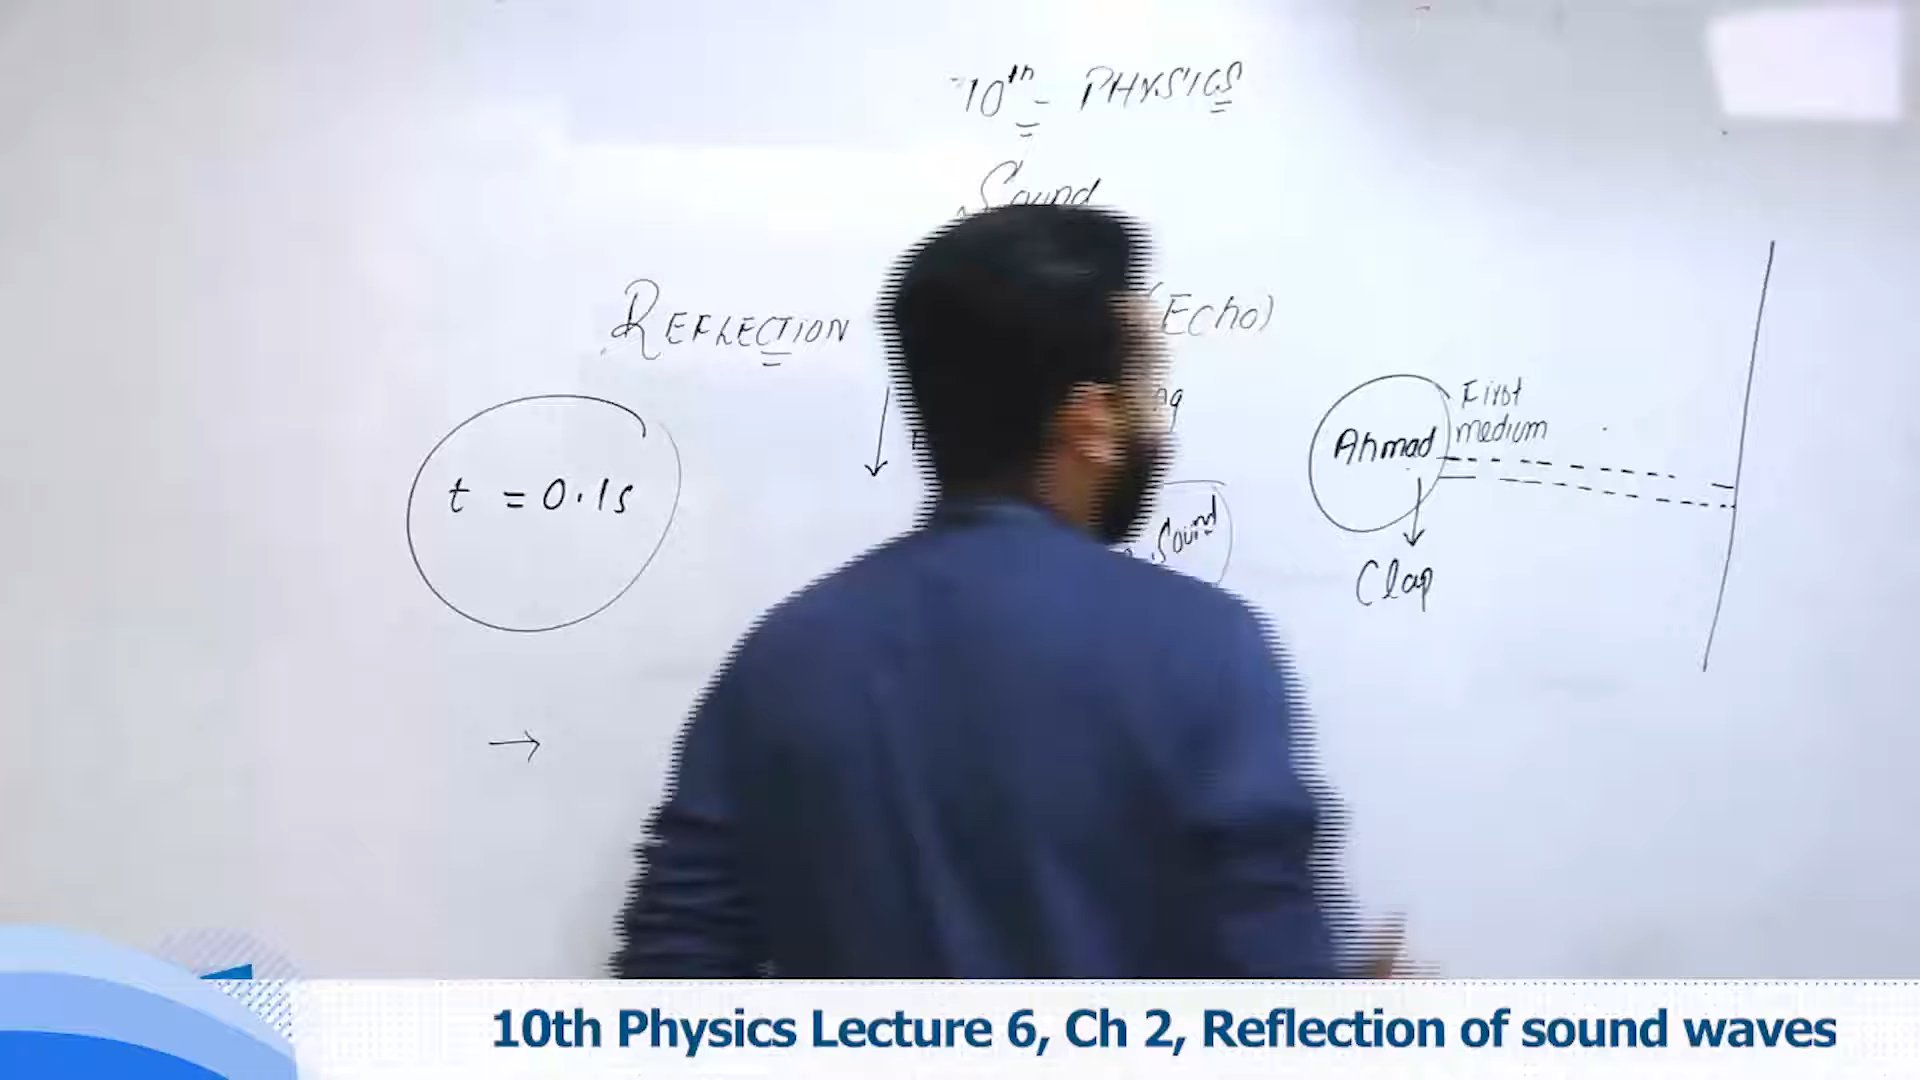 10th - PHYSICS
Sound
REFLECTION (Echo)
First
medium
Ahmad
t = 0.1s
Sound
Clap
→
10th Physics Lecture 6, Ch 2, Reflection of sound waves